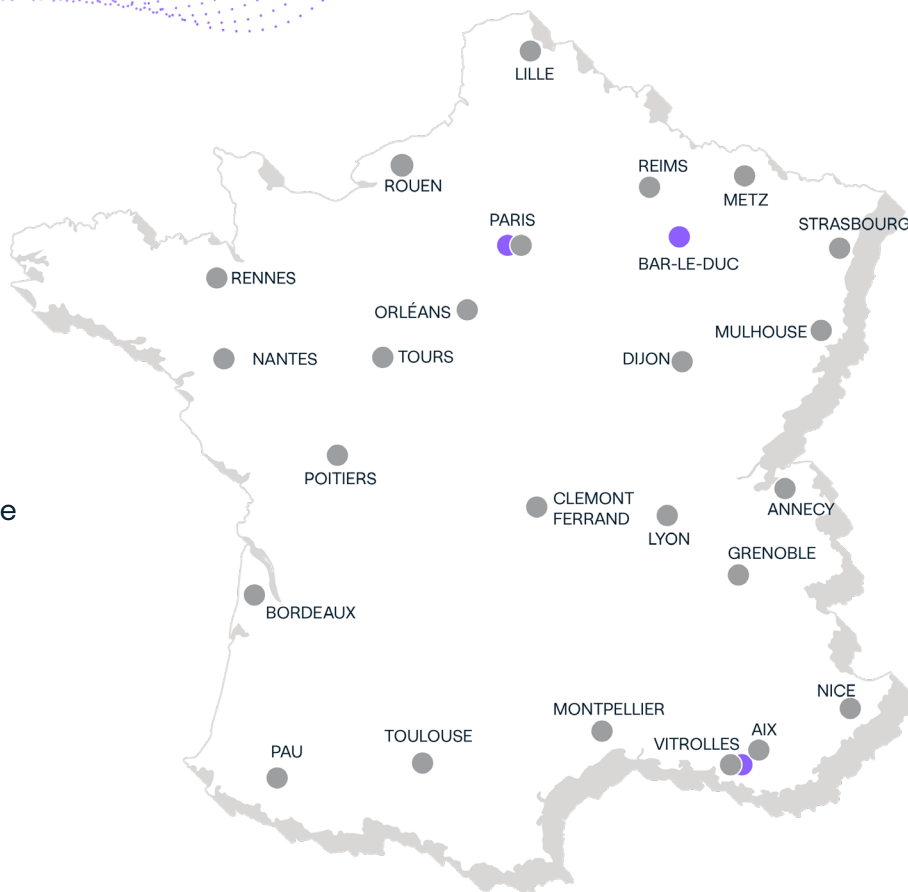 LILLE
REIMS
ROUEN
METZ
PARIS
STRASBOURG
BAR-LE-DUC
RENNES
ORLÉANS
MULHOUSE
NANTES
TOURS
DIJON
POITIERS
CLEMONT
FERRAND
e
ANNECY
LYON
GRENOBLE
BORDEAUX
NICE
MONTPELLIER
AIX
TOULOUSE
VITROLLES
PAU